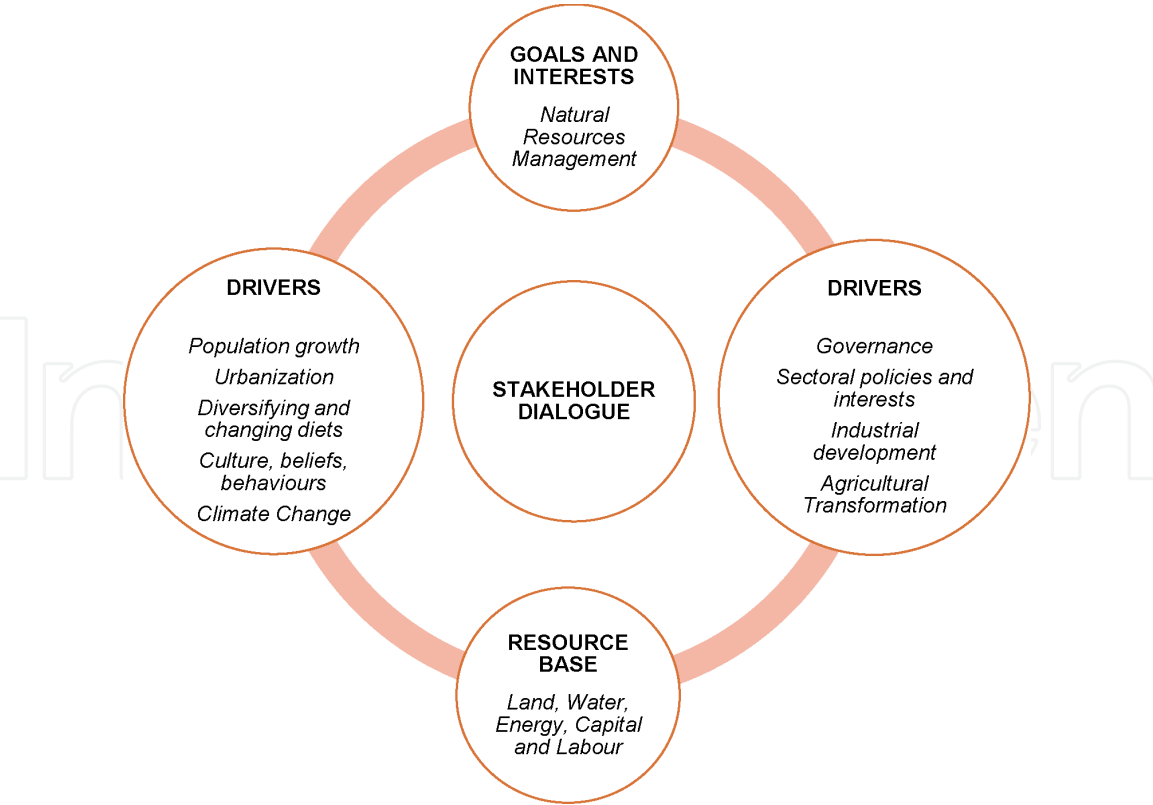 GOALS AND
INTERESTS
Natural
Resources
Management
DRIVERS
Population growth
Urbanization
Diversifying and
changing diets
Culture, beliefs,
behaviours
Climate Change
STAKEHOLDER
DIALOGUE
DRIVERS
Governance
Sectoral policies and
interests
Industrial
development
Agricultural
Transformation
RESOURCE
BASE
Land, Water,
Energy, Capital
and Labour